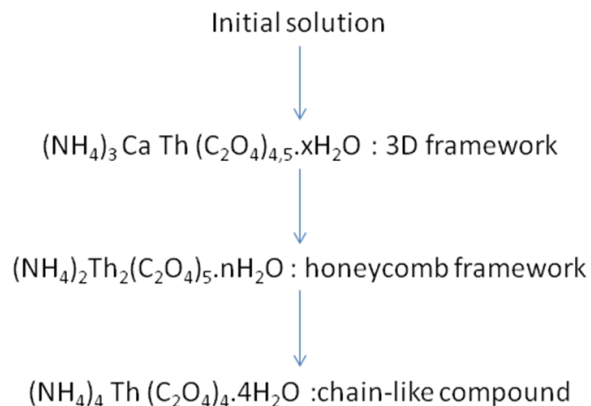 Initial solution
(NH₄)₃ Ca Th (C₂O₄)₄,₅.xH₂O : 3D framework
(NH₄)₂Th₂(C₂O₄)₅.nH₂O : honeycomb framework
(NH₄)₄ Th (C₂O₄)₄.4H₂O :chain-like compound